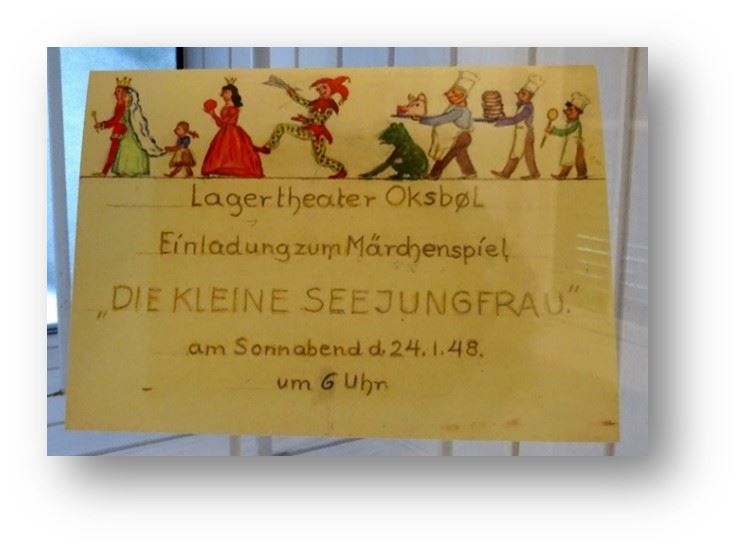 Lagertheater Oksbøl
Einladung zum Märchenspiel,
„DIE KLEINE SEEJUNGFRAU."
am Sonnabend d. 24.1.48.
um 6 Uhr